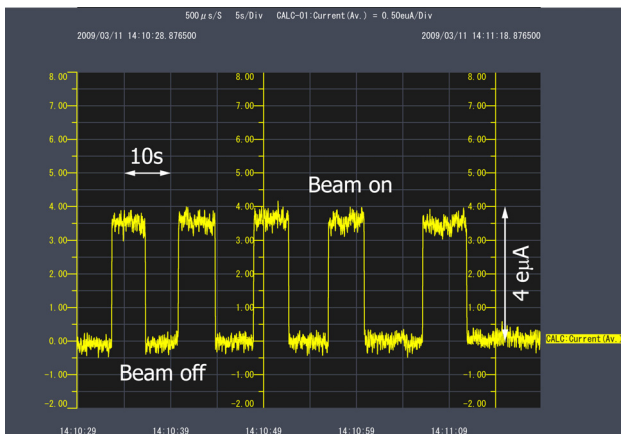 500μs/S 5s/Div CALC-01:Current(Av.) = 0.50euA/Div
2009/03/11 14:10:28.876500 2009/03/11 14:11:18.876500
8.00 8.00 8.00
7.00 7.00 7.00
6.00 6.00 6.00
5.00 5.00 5.00
10s
Beam on
4.00 4.00 4.00
3.00 3.00 3.00
4 eμA
2.00 2.00 2.00
1.00 1.00 1.00
0.00 0.00 0.00
CALC:Current(Av.
Beam off
-1.00 -1.00 -1.00
-2.00 -2.00 -2.00
14:10:29 14:10:39 14:10:49 14:10:59 14:11:09